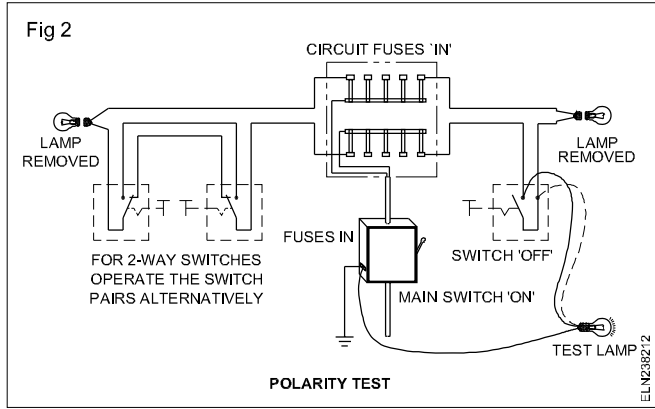 Fig 2
CIRCUIT FUSES `IN'
LAMP
REMOVED
LAMP
REMOVED
FOR 2-WAY SWITCHES
OPERATE THE SWITCH
PAIRS ALTERNATIVELY
FUSES IN
SWITCH 'OFF'
MAIN SWITCH 'ON'
TEST LAMP
POLARITY TEST
ELN238212